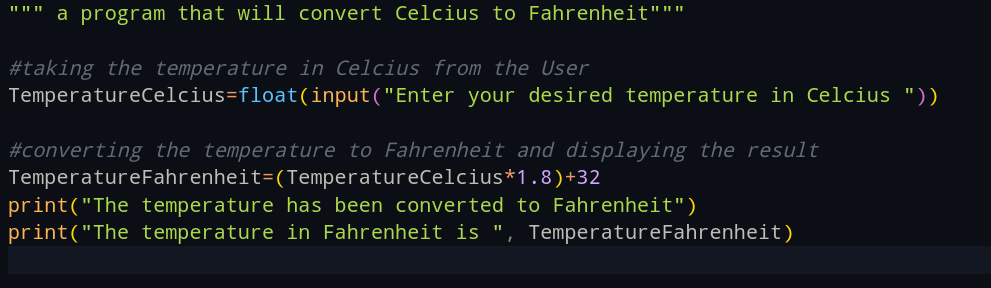 """ a program that will convert Celcius to Fahrenheit"""
#taking the temperature in Celcius from the User
TemperatureCelcius=float(input("Enter your desired temperature in Celcius "))
#converting the temperature to Fahrenheit and displaying the result
TemperatureFahrenheit=(TemperatureCelcius*1.8)+32
print("The temperature has been converted to Fahrenheit")
print("The temperature in Fahrenheit is ", TemperatureFahrenheit)